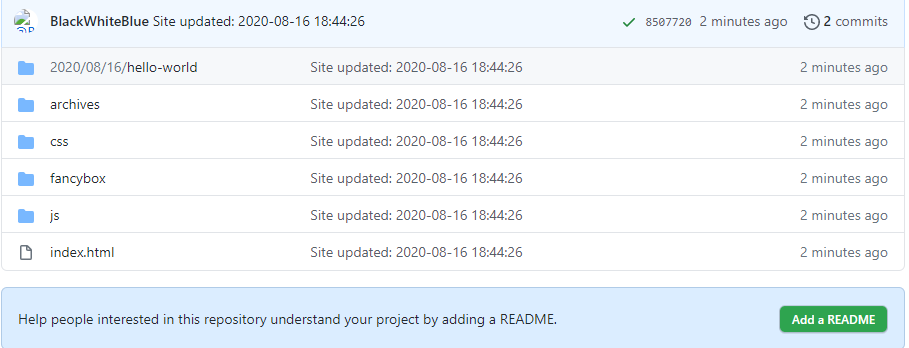 BlackWhiteBlue Site updated: 2020-08-16 18:44:26 8507720 2 minutes ago 2 commits
2020/08/16/hello-world Site updated: 2020-08-16 18:44:26 2 minutes ago
archives Site updated: 2020-08-16 18:44:26 2 minutes ago
css Site updated: 2020-08-16 18:44:26 2 minutes ago
fancybox Site updated: 2020-08-16 18:44:26 2 minutes ago
js Site updated: 2020-08-16 18:44:26 2 minutes ago
index.html Site updated: 2020-08-16 18:44:26 2 minutes ago
Help people interested in this repository understand your project by adding a README. Add a README